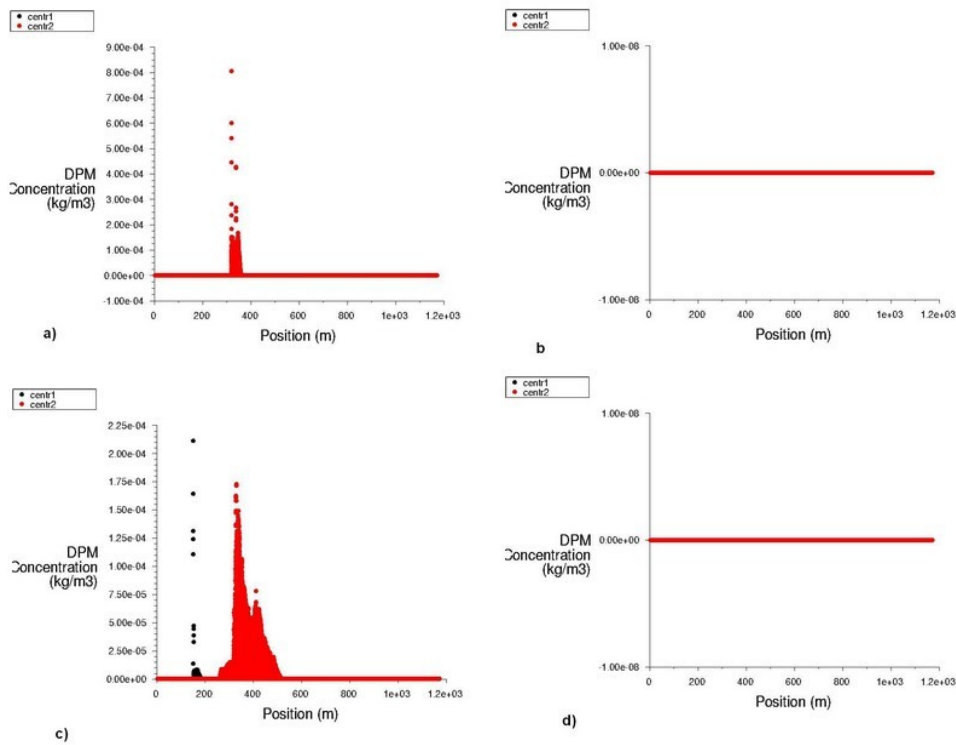 centr1
centr2
9.00e-04
8.00e-04
7.00e-04
6.00e-04
5.00e-04
4.00e-04
3.00e-04
2.00e-04
1.00e-04
0.00e+00
-1.00e-04
DPM
Concentration
(kg/m3)
0 200 400 600 800 1e+03 1.2e+03
Position (m)
a)
centr1
centr2
1.00e-08
0.00e+00
-1.00e-08
DPM
Concentration
(kg/m3)
0 200 400 600 800 1e+03 1.2e+03
Position (m)
b
centr1
centr2
2.25e-04
2.00e-04
1.75e-04
1.50e-04
1.25e-04
1.00e-04
7.50e-05
5.00e-05
2.50e-05
0.00e+00
DPM
Concentration
(kg/m3)
0 200 400 600 800 1e+03 1.2e+03
Position (m)
c)
centr1
centr2
1.00e-08
0.00e+00
-1.00e-08
DPM
Concentration
(kg/m3)
0 200 400 600 800 1e+03 1.2e+03
Position (m)
d)